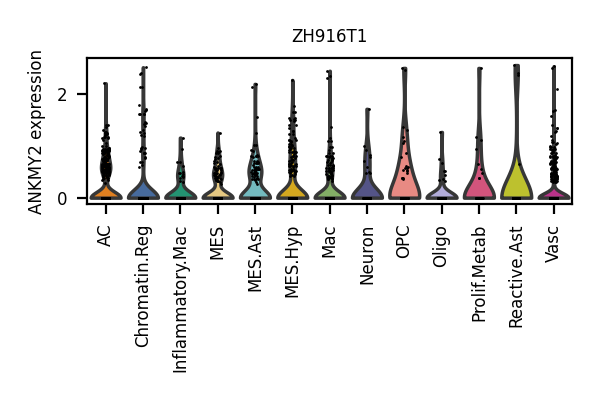 ZH916T1
ANKMY2 expression
2
0
AC
Chromatin.Reg
Inflammatory.Mac
MES
MES.Ast
MES.Hyp
Mac
Neuron
OPC
Oligo
Prolif.Metab
Reactive.Ast
Vasc